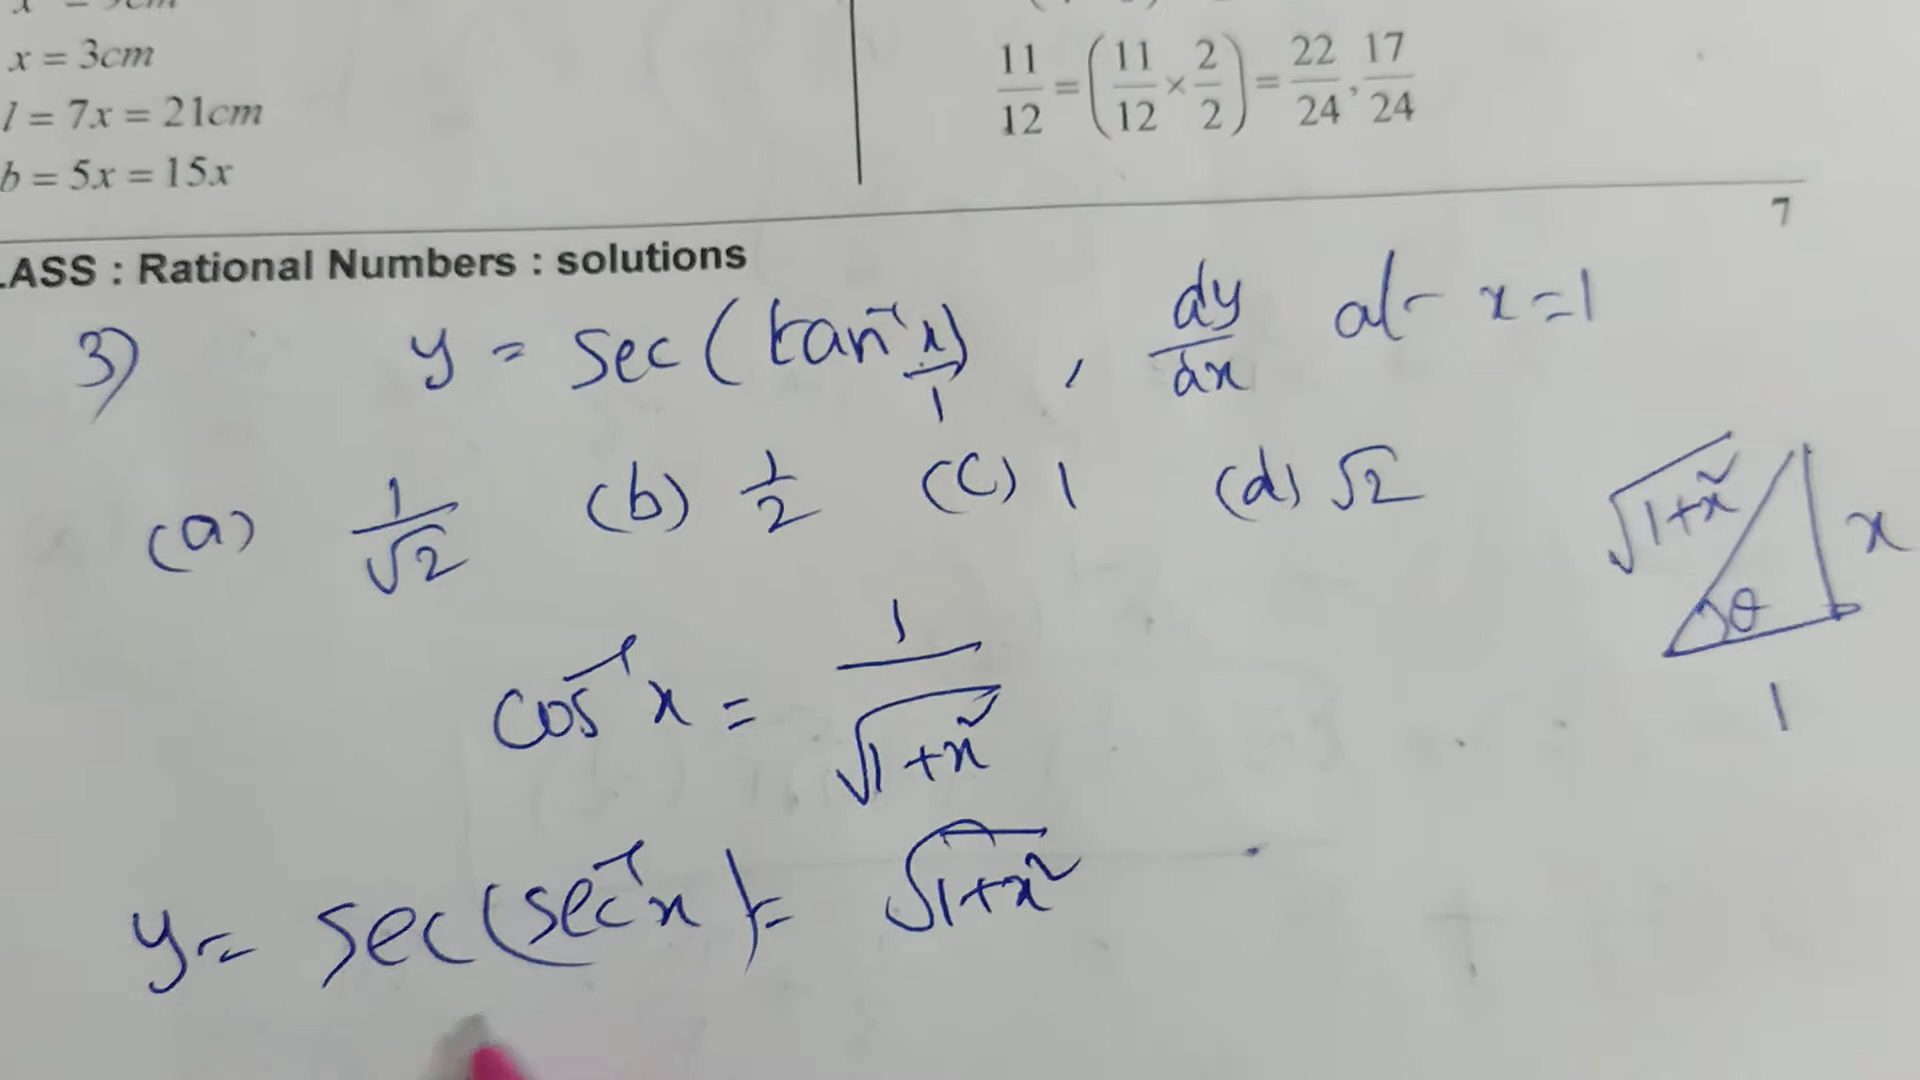 x = 3cm
l = 7x = 21cm
b = 5x = 15x
11/12 = (11/12 × 2/2) = 22/24, 17/24
7
LASS : Rational Numbers : solutions
3) y = sec(tan⁻¹ x/1), dy/dx at x=1
(a) 1/√2 (b) 1/2 (c) 1 (d) √2
√1+x² x
θ
1
cos⁻¹x = 1/√1+x²
y = sec(sec⁻¹x) = √1+x²